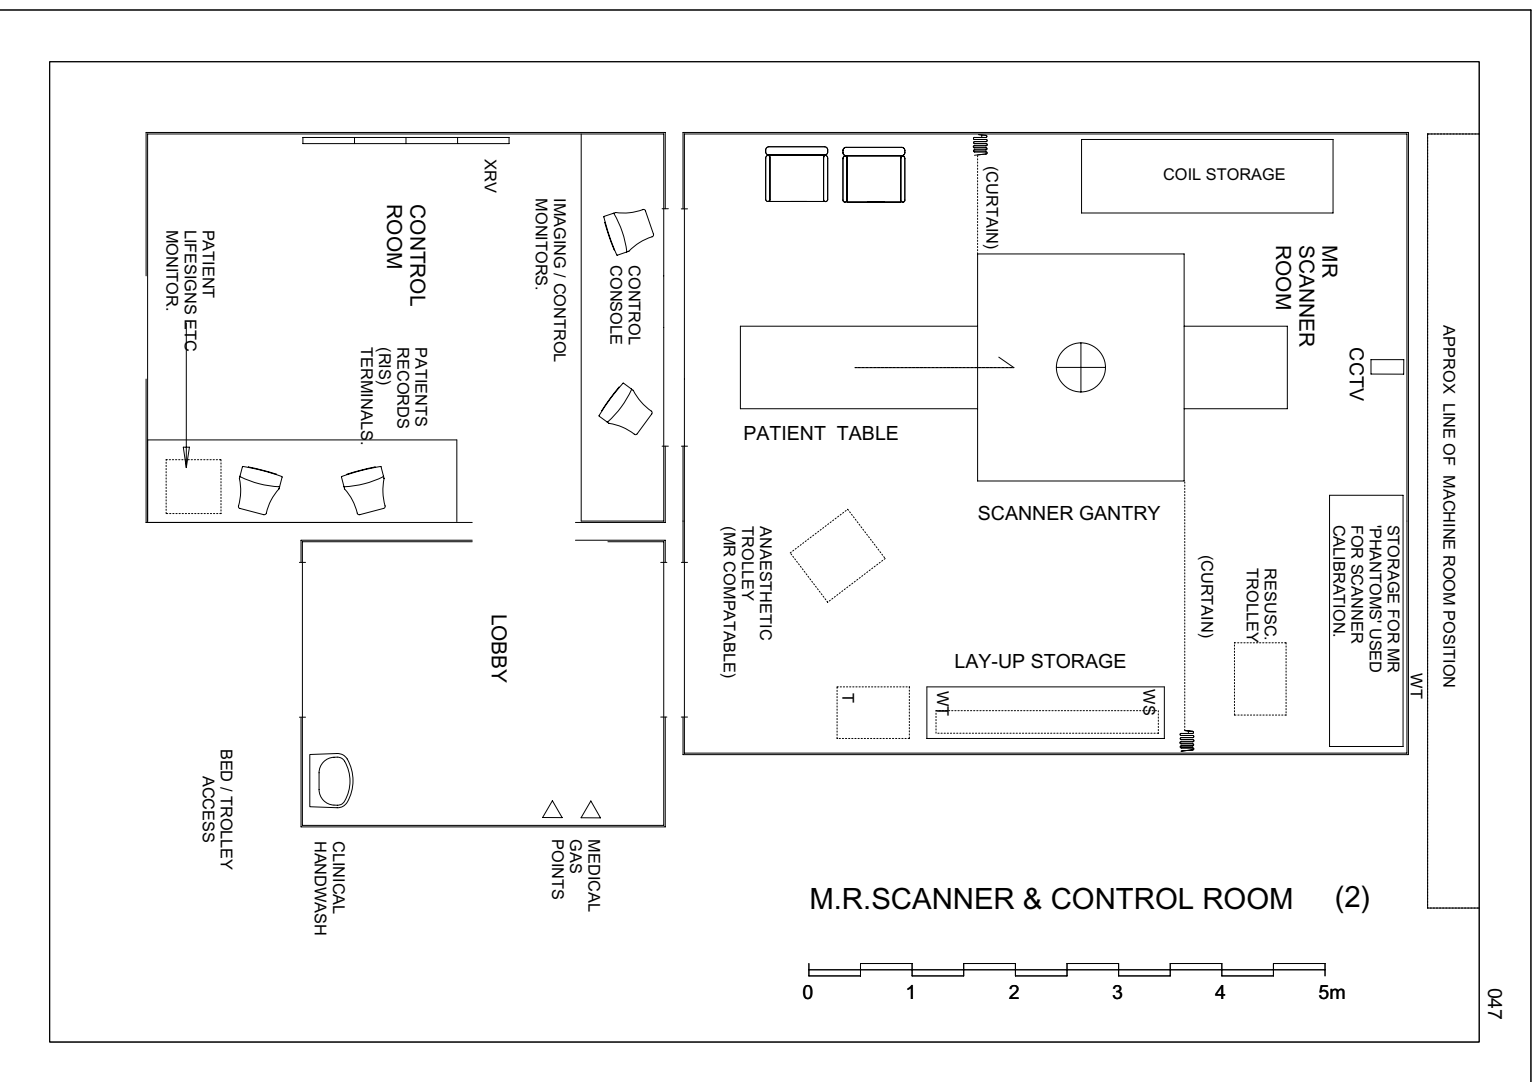 XRV
CONTROL
ROOM
PATIENT
LIFESIGNS ETC
MONITOR.
IMAGING / CONTROL
MONITORS.
CONTROL
CONSOLE
PATIENTS
RECORDS
(RIS)
TERMINALS.
(CURTAIN)
COIL STORAGE
MR
SCANNER
ROOM
CCTV
APPROX LINE OF MACHINE ROOM POSITION
PATIENT TABLE
SCANNER GANTRY
ANAESTHETIC
TROLLEY
(MR COMPATABLE)
(CURTAIN)
RESUSC.
TROLLEY
STORAGE FOR MR
'PHANTOMS' USED
FOR SCANNER
CALIBRATION.
WT
LAY-UP STORAGE
T
WT
WS
LOBBY
BED / TROLLEY
ACCESS
CLINICAL
HANDWASH
MEDICAL
GAS
POINTS
M.R.SCANNER & CONTROL ROOM (2)
0 1 2 3 4 5m
047